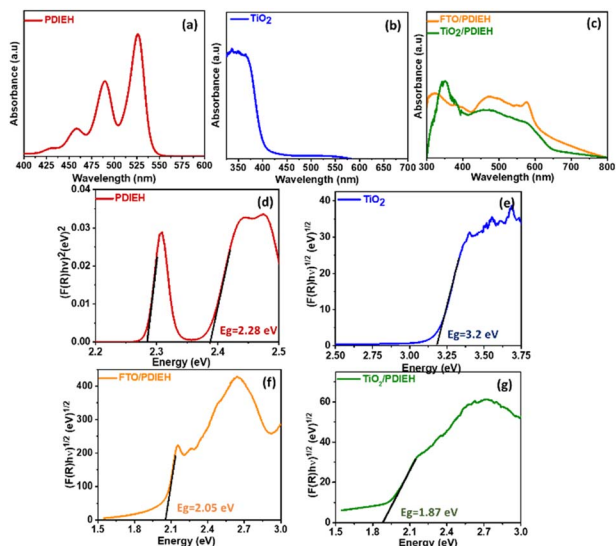 PDIEH
(a)
Absorbance (a.u)
400 425 450 475 500 525 550 575 600
Wavelength (nm)
TiO2
(b)
Absorbance (a.u)
350 400 450 500 550 600 650 700
Wavelength (nm)
FTO/PDIEH
TiO2/PDIEH
(c)
Absorbance (a.u)
300 400 500 600 700 800
Wavelength (nm)
PDIEH
(d)
(F(R)hν)2(eV)2
0.04
0.03
0.02
0.01
0.00
Eg=2.28 eV
2.2 2.3 2.4 2.5
Energy (eV)
TiO2
(e)
(F(R)hν)1/2 (eV)1/2
40
20
0
Eg=3.2 eV
2.50 2.75 3.00 3.25 3.50 3.75
Energy (eV)
FTO/PDIEH
(f)
(F(R)hν)1/2 (eV)1/2
400
300
200
100
0
Eg=2.05 eV
1.5 1.8 2.1 2.4 2.7 3.0
Energy (eV)
TiO2/PDIEH
(g)
(F(R)hν)1/2 (eV)1/2
60
40
20
0
Eg=1.87 eV
1.5 1.8 2.1 2.4 2.7 3.0
Energy (eV)